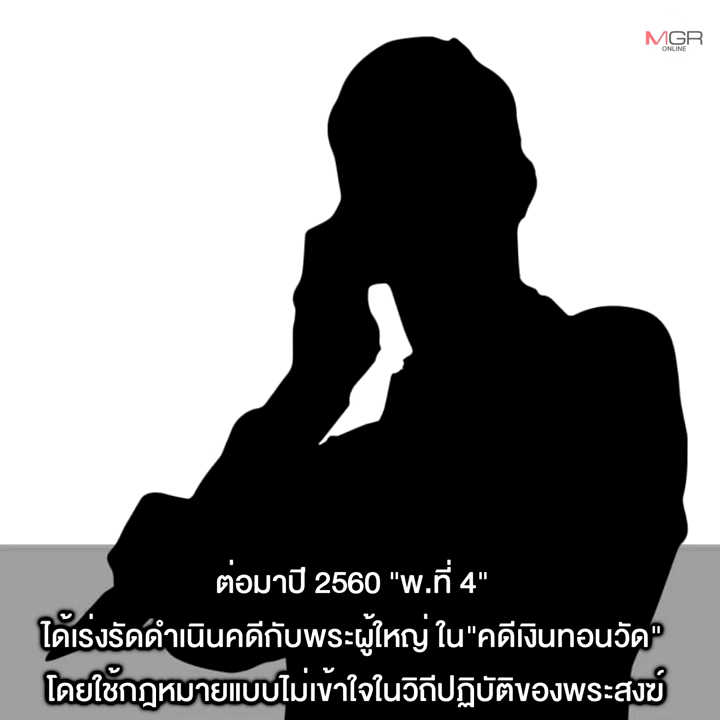 MGR
ONLINE
ต่อมาปี 2560 "พ.ที่ 4"
ได้เร่งรัดดำเนินคดีกับพระผู้ใหญ่ ใน"คดีเงินทอนวัด"
โดยใช้กฎหมายแบบไม่เข้าใจในวิถีปฏิบัติของพระสงฆ์